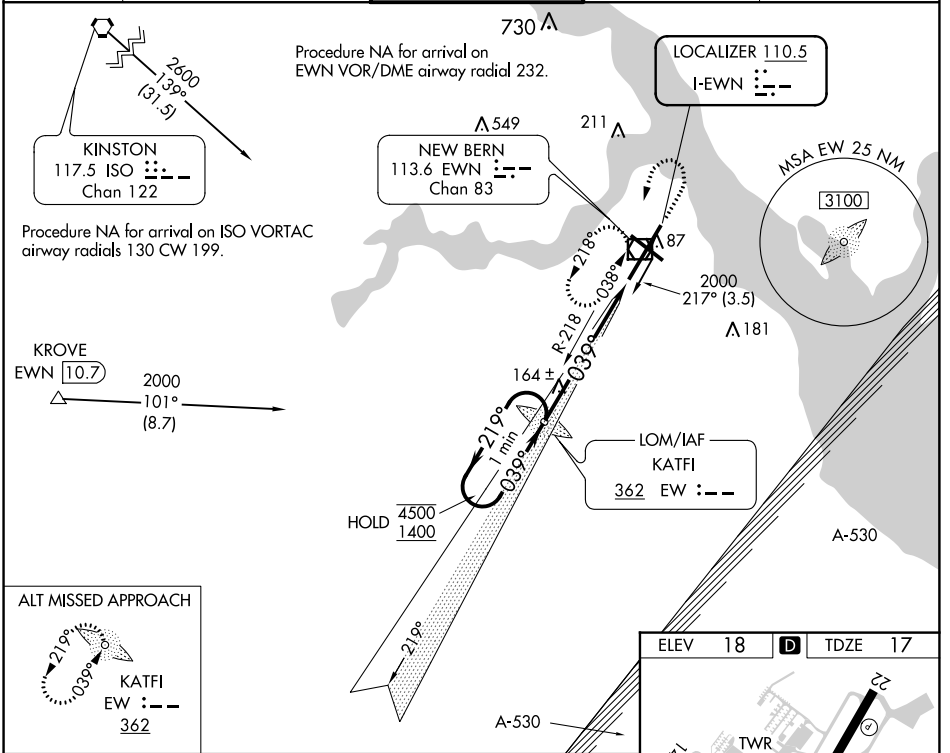 730
Procedure NA for arrival on
EWN VOR/DME airway radial 232.
LOCALIZER 110.5
I-EWN
2600
139°
(31.5)
KINSTON
117.5 ISO
Chan 122
549
211
NEW BERN
113.6 EWN
Chan 83
MSA EW 25 NM
3100
Procedure NA for arrival on ISO VORTAC
airway radials 130 CW 199.
87
218°
038°
2000
217° (3.5)
R-218
181
KROVE
EWN 10.7
2000
101°
(8.7)
164 ±
039°
219°
1 min
039°
LOM/IAF
KATFI
362 EW
HOLD 4500
1400
A-530
219°
ALT MISSED APPROACH
219°
039°
KATFI
EW
362
A-530
ELEV 18 D TDZE 17
22
P
TWR